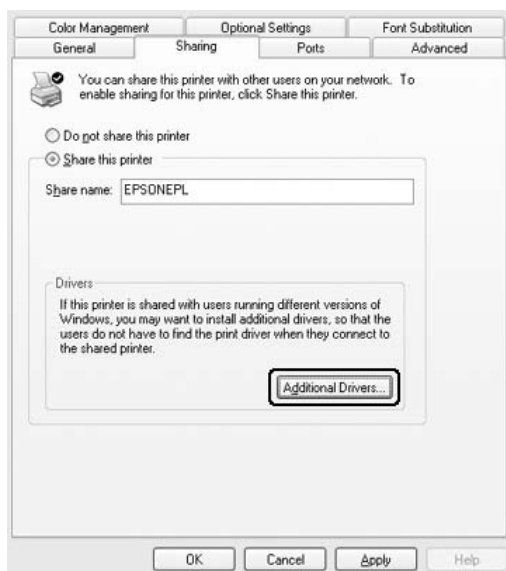 Color Management Optional Settings Font Substitution
General Sharing Ports Advanced
You can share this printer with other users on your network. To
enable sharing for this printer, click Share this printer.
Do not share this printer
Share this printer
Share name: EPSONEPL
Drivers
If this printer is shared with users running different versions of
Windows, you may want to install additional drivers, so that the
users do not have to find the print driver when they connect to
the shared printer.
Additional Drivers...
OK Cancel Apply Help